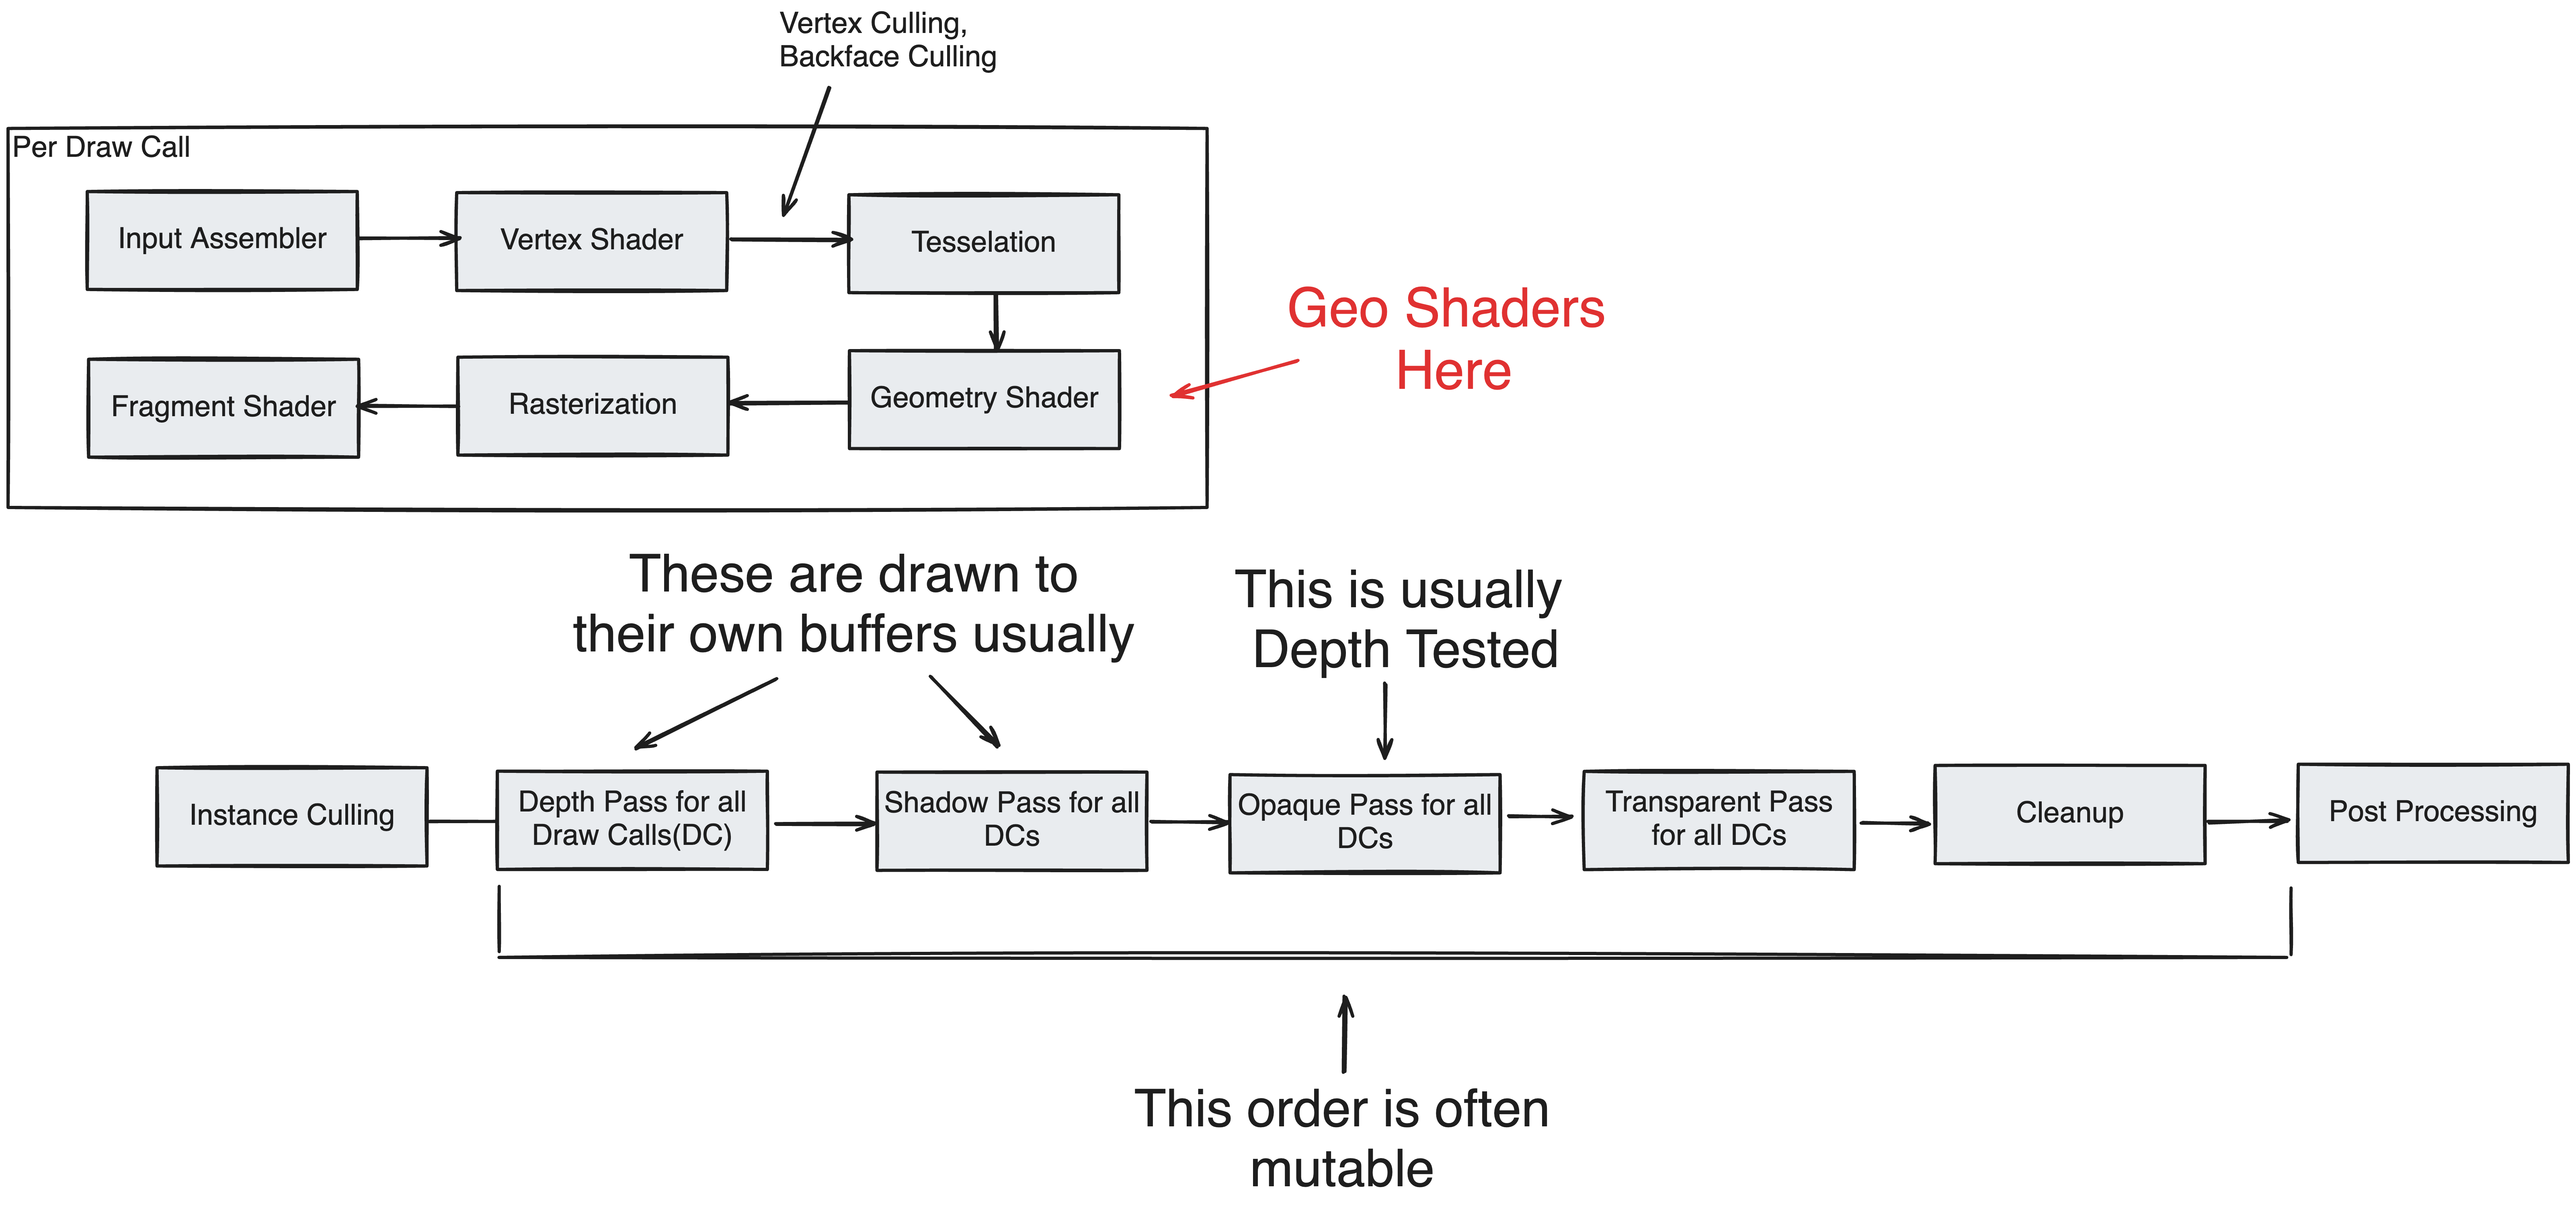 Vertex Culling,
Backface Culling
Per Draw Call
Input Assembler
Vertex Shader
Tesselation
Geo Shaders
Here
Fragment Shader
Rasterization
Geometry Shader
These are drawn to
their own buffers usually
This is usually
Depth Tested
Instance Culling
Depth Pass for all
Draw Calls(DC)
Shadow Pass for all
DCs
Opaque Pass for all
DCs
Transparent Pass
for all DCs
Cleanup
Post Processing
This order is often
mutable